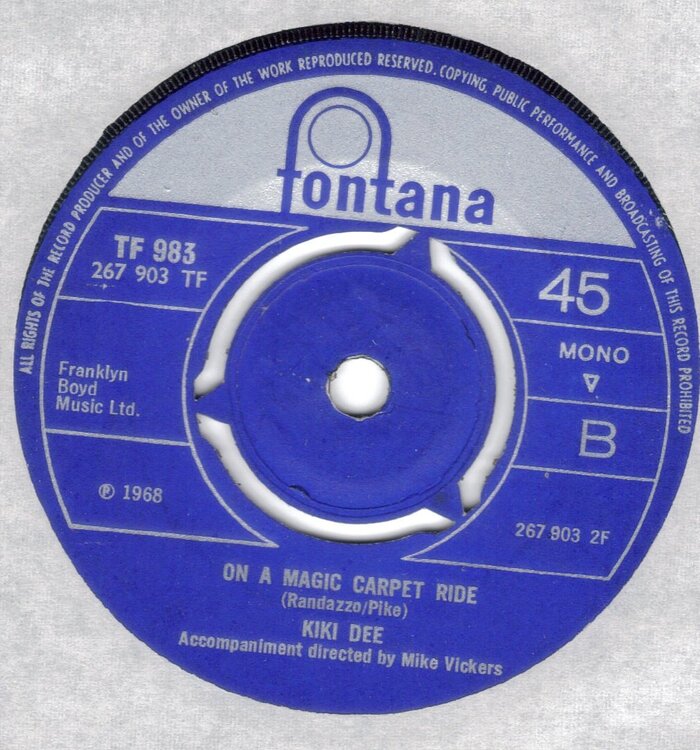 ALL RIGHTS OF THE RECORD PRODUCER AND OF THE OWNER OF THE WORK REPRODUCED RESERVED. COPYING, PUBLIC PERFORMANCE AND BROADCASTING OF THIS RECORD PROHIBITED
fontana
TF 983
267 903 TF
45
MONO
B
Franklyn
Boyd
Music Ltd.
℗ 1968
267 903 2F
ON A MAGIC CARPET RIDE
(Randazzo/Pike)
KIKI DEE
Accompaniment directed by Mike Vickers